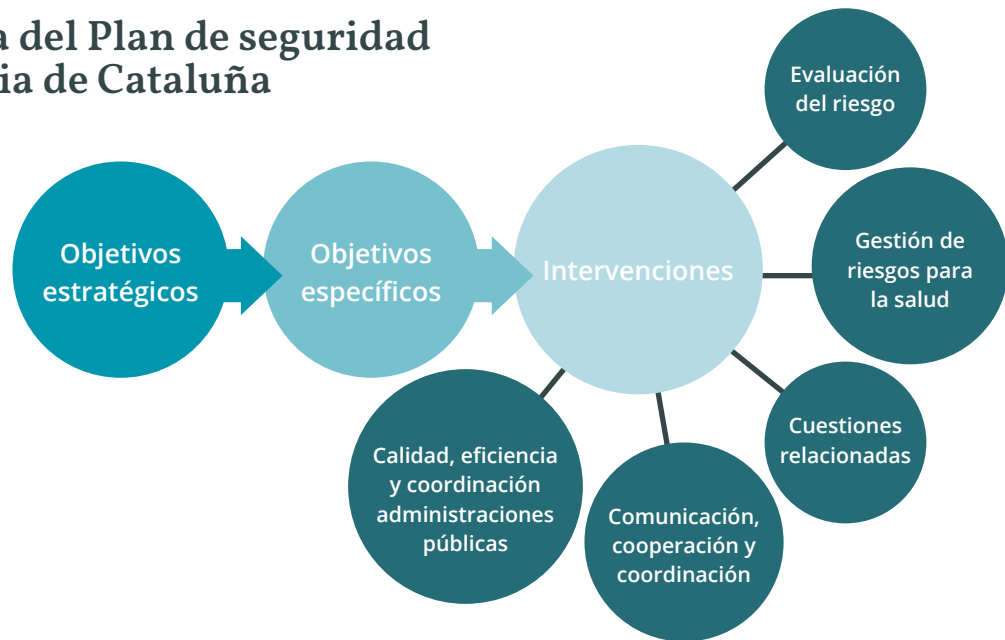 a del Plan de seguridad
ia de Cataluña
Evaluación
del riesgo
Objetivos
estratégicos
Objetivos
específicos
Intervenciones
Gestión de
riesgos para
la salud
Cuestiones
relacionadas
Calidad, eficiencia
y coordinación
administraciones
públicas
Comunicación,
cooperación y
coordinación